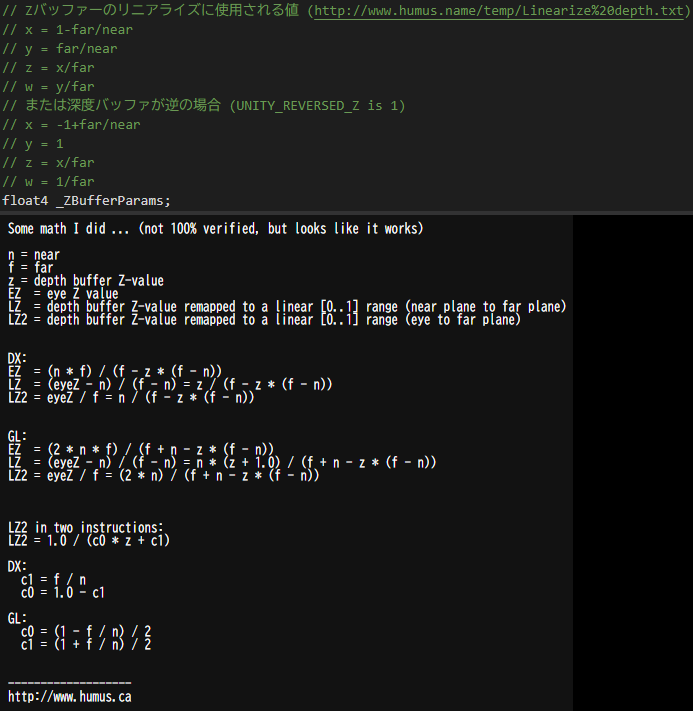 // Zバッファーのリニアライズに使用される値 (http://www.humus.name/temp/Linearize%20depth.txt)
// x = 1-far/near
// y = far/near
// z = x/far
// w = y/far
// または深度バッファが逆の場合 (UNITY_REVERSED_Z is 1)
// x = -1+far/near
// y = 1
// z = x/far
// w = 1/far
float4 _ZBufferParams;
Some math I did ... (not 100% verified, but looks like it works)
n = near
f = far
z = depth buffer Z-value
EZ  = eye Z value
LZ  = depth buffer Z-value remapped to a linear [0..1] range (near plane to far plane)
LZ2 = depth buffer Z-value remapped to a linear [0..1] range (eye to far plane)
DX:
EZ  = (n * f) / (f - z * (f - n))
LZ  = (eyeZ - n) / (f - n) = z / (f - z * (f - n))
LZ2 = eyeZ / f = n / (f - z * (f - n))
GL:
EZ  = (2 * n * f) / (f + n - z * (f - n))
LZ  = (eyeZ - n) / (f - n) = n * (z + 1.0) / (f + n - z * (f - n))
LZ2 = eyeZ / f = (2 * n) / (f + n - z * (f - n))
LZ2 in two instructions:
LZ2 = 1.0 / (c0 * z + c1)
DX:
c1 = f / n
c0 = 1.0 - c1
GL:
c0 = (1 - f / n) / 2
c1 = (1 + f / n) / 2
-------------------
http://www.humus.ca